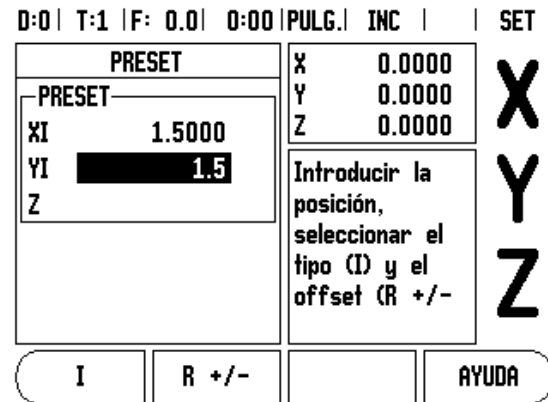 D:0 | T:1 | F: 0.0 | 0:00 | PULG. | INC | | SET
PRESET
PRESET
XI 1.5000
YI 1.5
Z
X 0.0000
Y 0.0000
Z 0.0000
Introducir la
posición,
seleccionar el
tipo (I) y el
offset (R +/-
X
Y
Z
I
R +/-
AYUDA